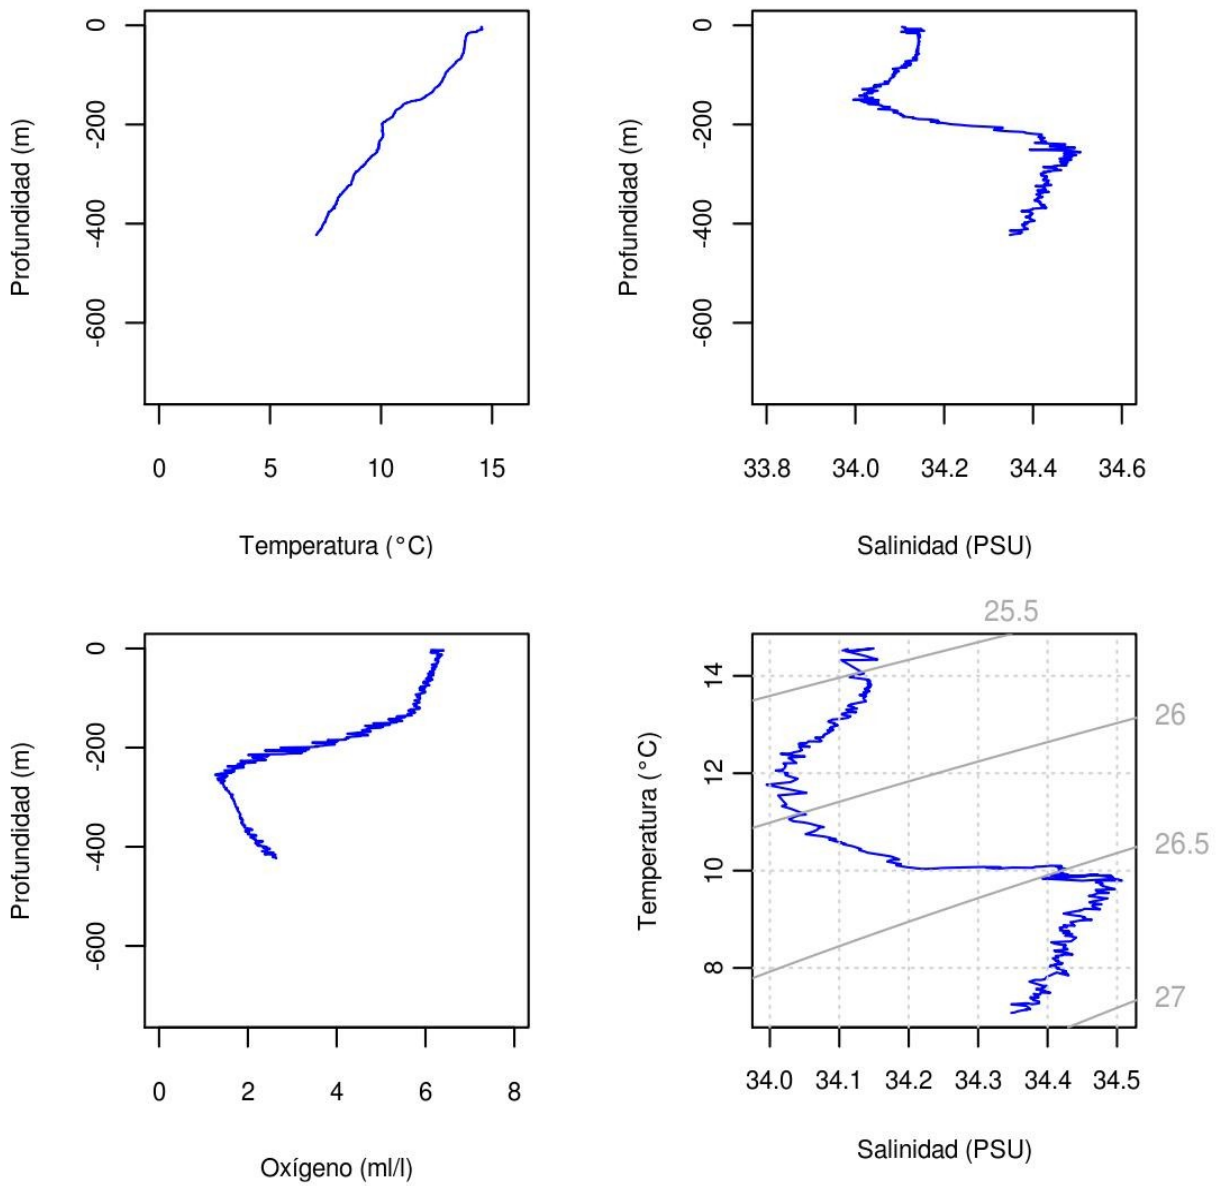 Profundidad (m)
0
-200
-400
-600
0 5 10 15
Temperatura (°C)
Profundidad (m)
0
-200
-400
-600
33.8 34.0 34.2 34.4 34.6
Salinidad (PSU)
Profundidad (m)
0
-200
-400
-600
0 2 4 6 8
Oxígeno (ml/l)
25.5
26
26.5
27
Temperatura (°C)
14
12
10
8
34.0 34.1 34.2 34.3 34.4 34.5
Salinidad (PSU)